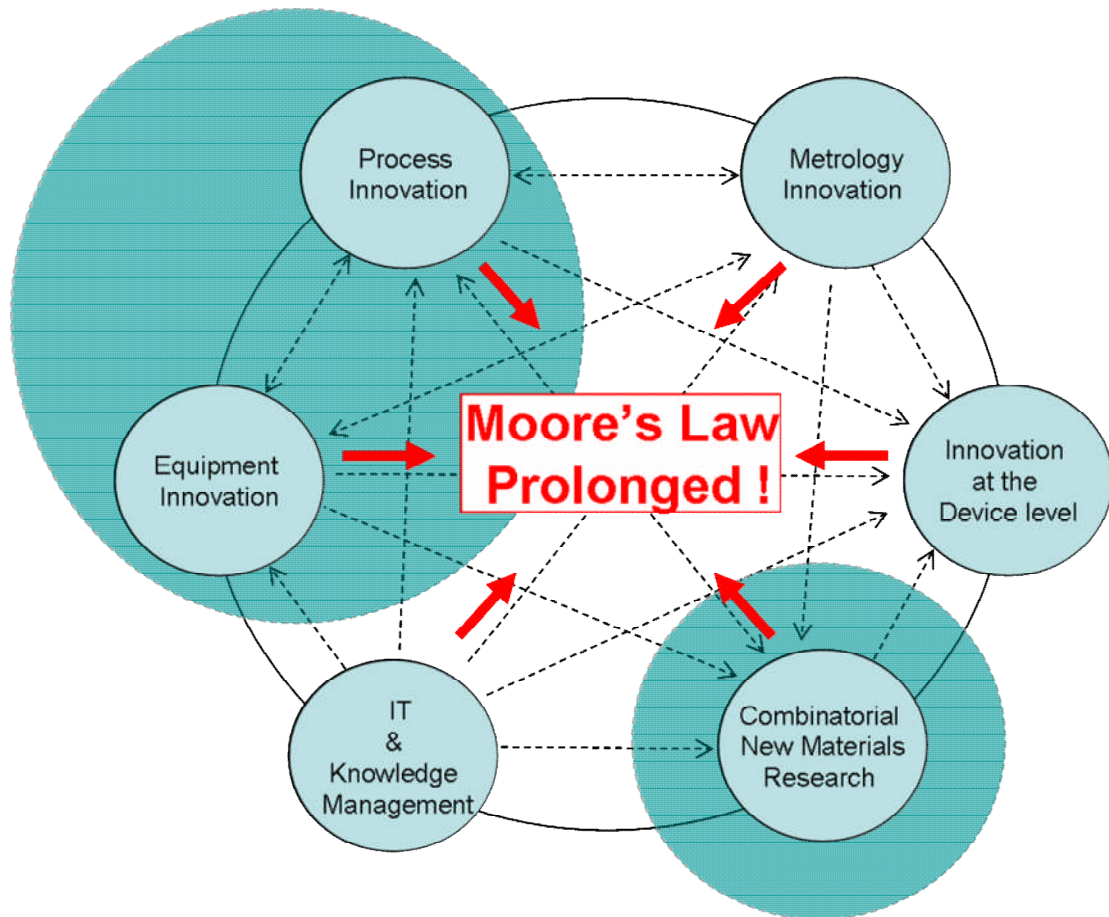 Process
Innovation
Metrology
Innovation
Moore's Law
Prolonged !
Equipment
Innovation
Innovation
at the
Device level
IT
&
Knowledge
Management
Combinatorial
New Materials
Research